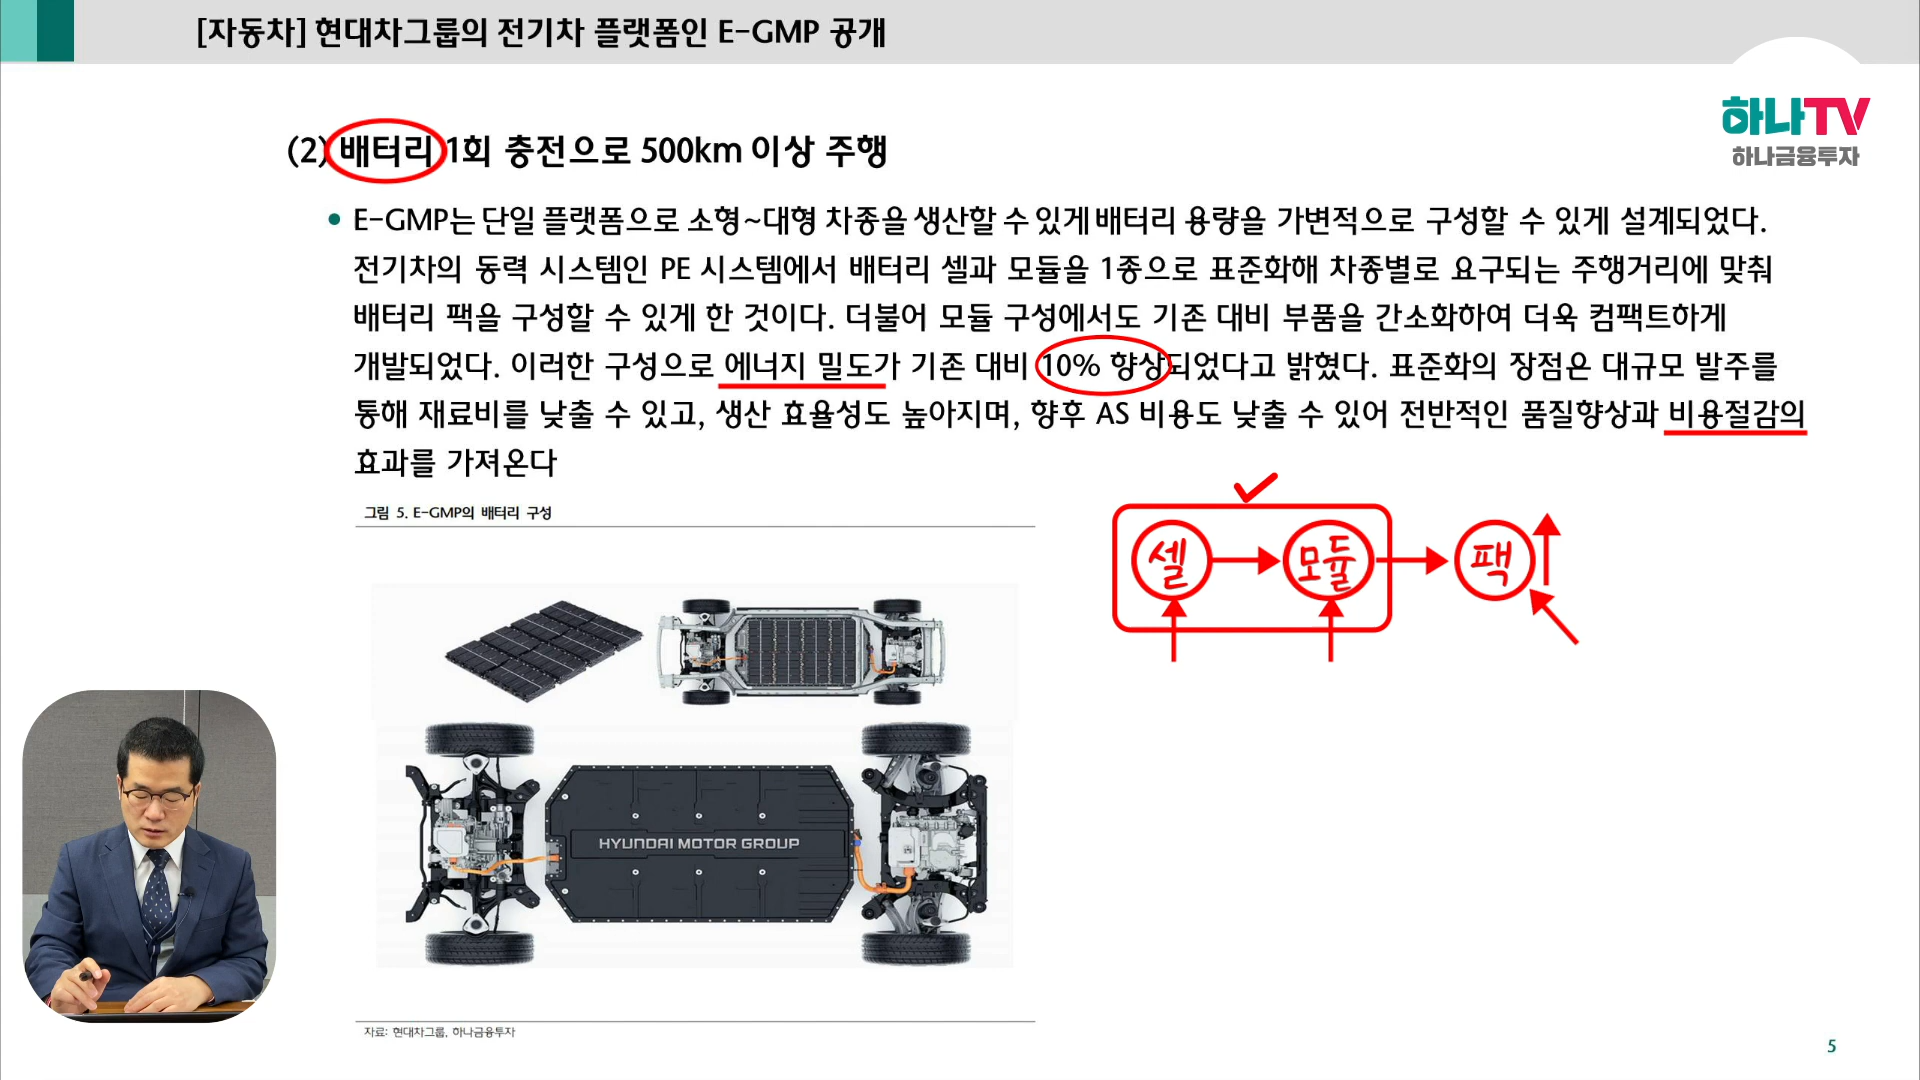 [자동차] 현대차그룹의 전기차 플랫폼인 E-GMP 공개
하나TV
하나금융투자
(2) 배터리 1회 충전으로 500km 이상 주행
• E-GMP는 단일 플랫폼으로 소형~대형 차종을 생산할 수 있게 배터리 용량을 가변적으로 구성할 수 있게 설계되었다.
전기차의 동력 시스템인 PE 시스템에서 배터리 셀과 모듈을 1종으로 표준화해 차종별로 요구되는 주행거리에 맞춰
배터리 팩을 구성할 수 있게 한 것이다. 더불어 모듈 구성에서도 기존 대비 부품을 간소화하여 더욱 컴팩트하게
개발되었다. 이러한 구성으로 에너지 밀도가 기존 대비 10% 향상되었다고 밝혔다. 표준화의 장점은 대규모 발주를
통해 재료비를 낮출 수 있고, 생산 효율성도 높아지며, 향후 AS 비용도 낮출 수 있어 전반적인 품질향상과 비용절감의
효과를 가져온다
그림 5. E-GMP의 배터리 구성
셀 모듈 팩
HYUNDAI MOTOR GROUP
자료: 현대차그룹, 하나금융투자
5